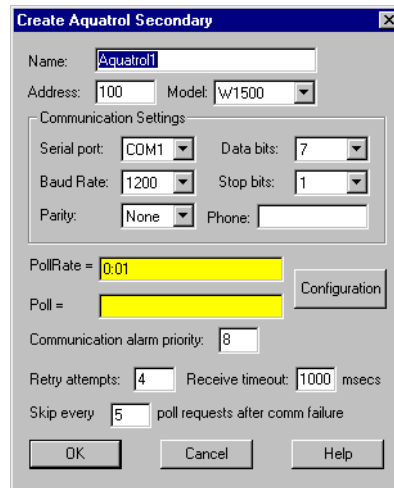 Create Aquatrol Secondary
Name: Aquatrol1
Address: 100 Model: W1500
Communication Settings
Serial port: COM1 Data bits: 7
Baud Rate: 1200 Stop bits: 1
Parity: None Phone:
PollRate = 0:01
Configuration
Poll =
Communication alarm priority: 8
Retry attempts: 4 Receive timeout: 1000 msecs
Skip every 5 poll requests after comm failure
OK Cancel Help